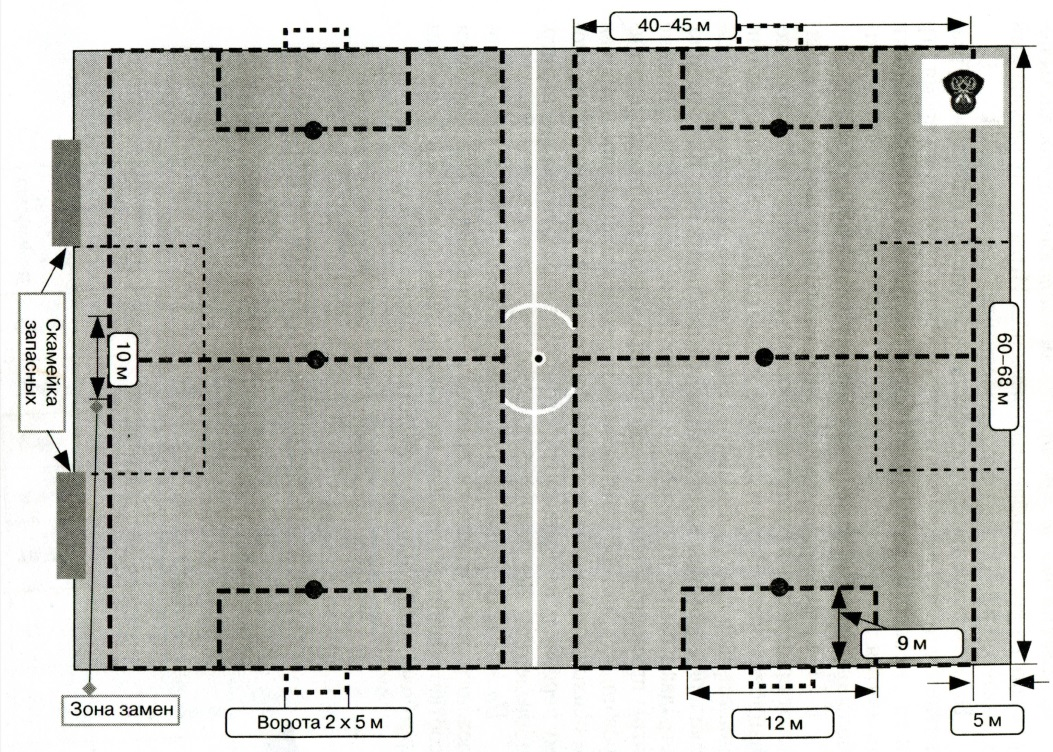 40–45 м
Скамейка
запасных
10 м
60–68 м
9 м
Зона замен
Ворота 2 х 5 м
12 м
5 м